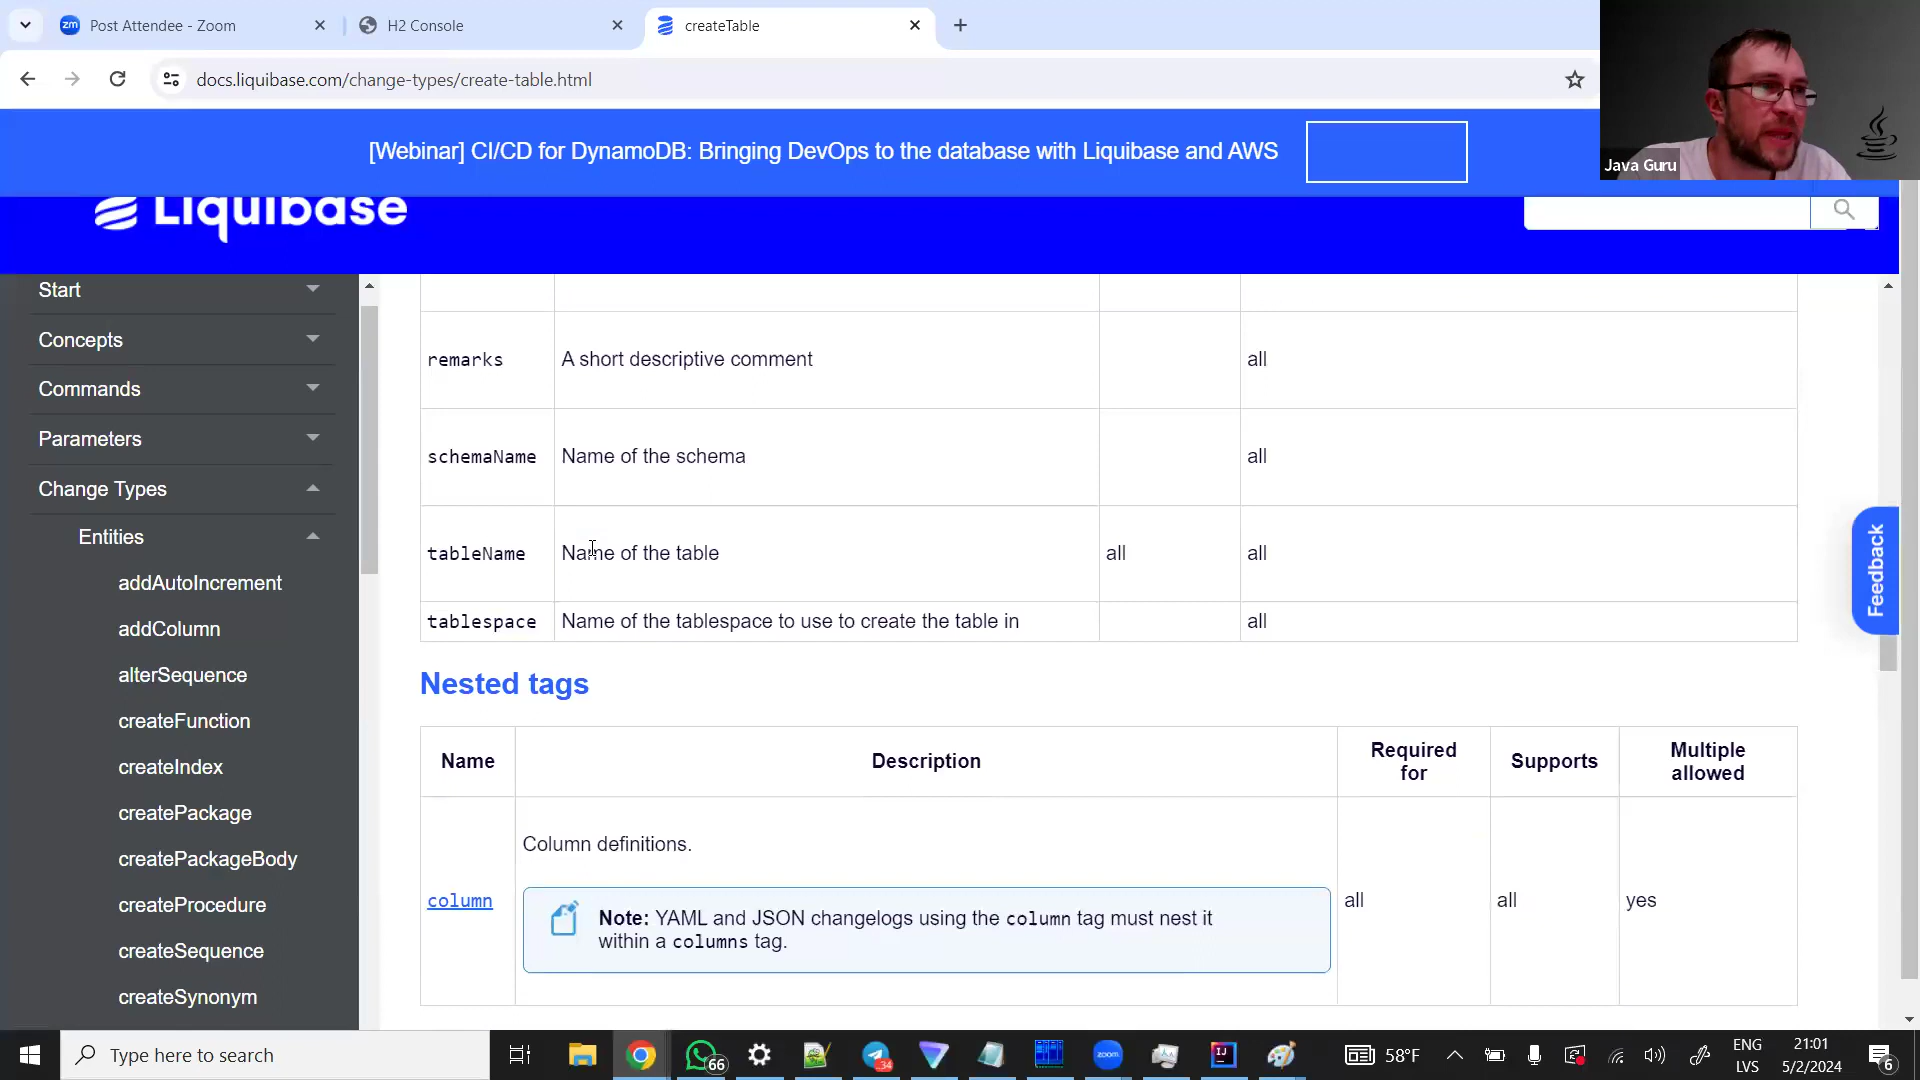 Post Attendee - Zoom
H2 Console
createTable
docs.liquibase.com/change-types/create-table.html
[Webinar] CI/CD for DynamoDB: Bringing DevOps to the database with Liquibase and AWS
Java Guru
Liquibase
Start
Concepts
Commands
Parameters
Change Types
Entities
addAutoIncrement
addColumn
alterSequence
createFunction
createIndex
createPackage
createPackageBody
createProcedure
createSequence
createSynonym
remarks A short descriptive comment all
schemaName Name of the schema all
tableName Name of the table all all
tablespace Name of the tablespace to use to create the table in all
Nested tags
Name Description Required for Supports Multiple allowed
column Column definitions. all all yes
Note: YAML and JSON changelogs using the column tag must nest it
within a columns tag.
Feedback
Type here to search
66
34
zoom
58°F
ENG
LVS
21:01
5/2/2024
6